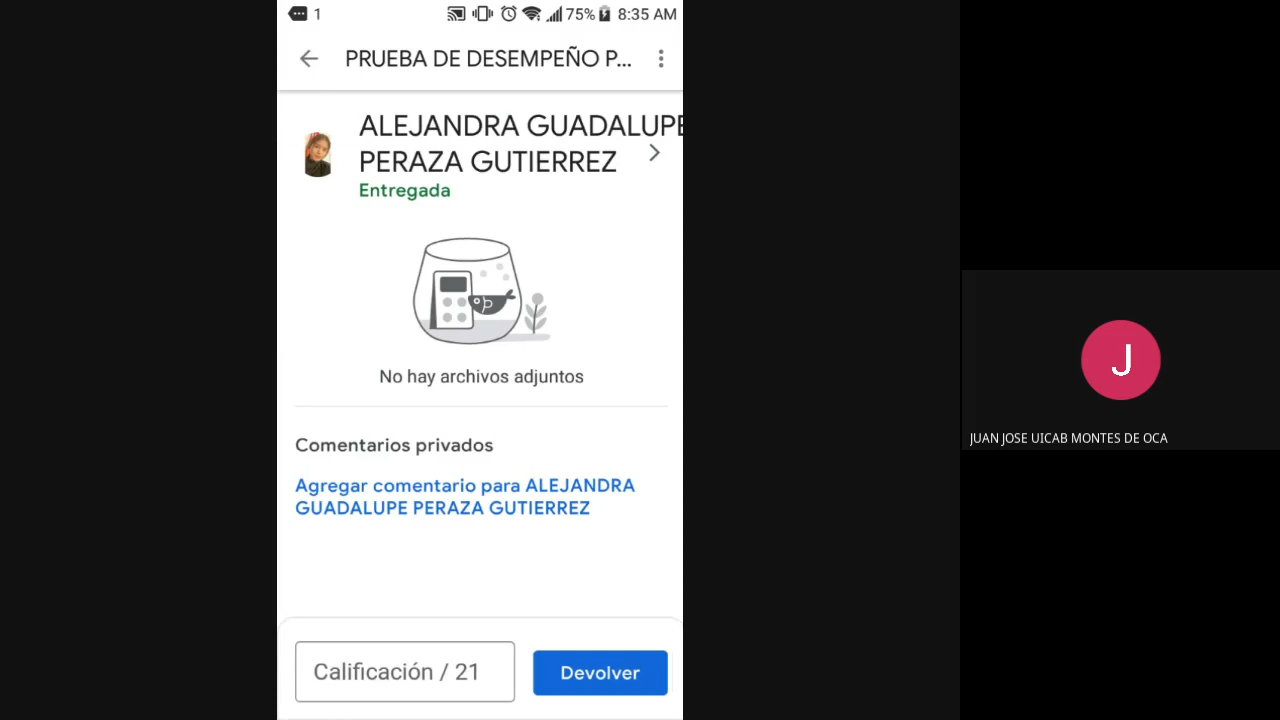 1
75%
8:35 AM
PRUEBA DE DESEMPEÑO P...
ALEJANDRA GUADALUPE
PERAZA GUTIERREZ
Entregada
No hay archivos adjuntos
Comentarios privados
Agregar comentario para ALEJANDRA
GUADALUPE PERAZA GUTIERREZ
Calificación / 21
Devolver
J
JUAN JOSE UICAB MONTES DE OCA